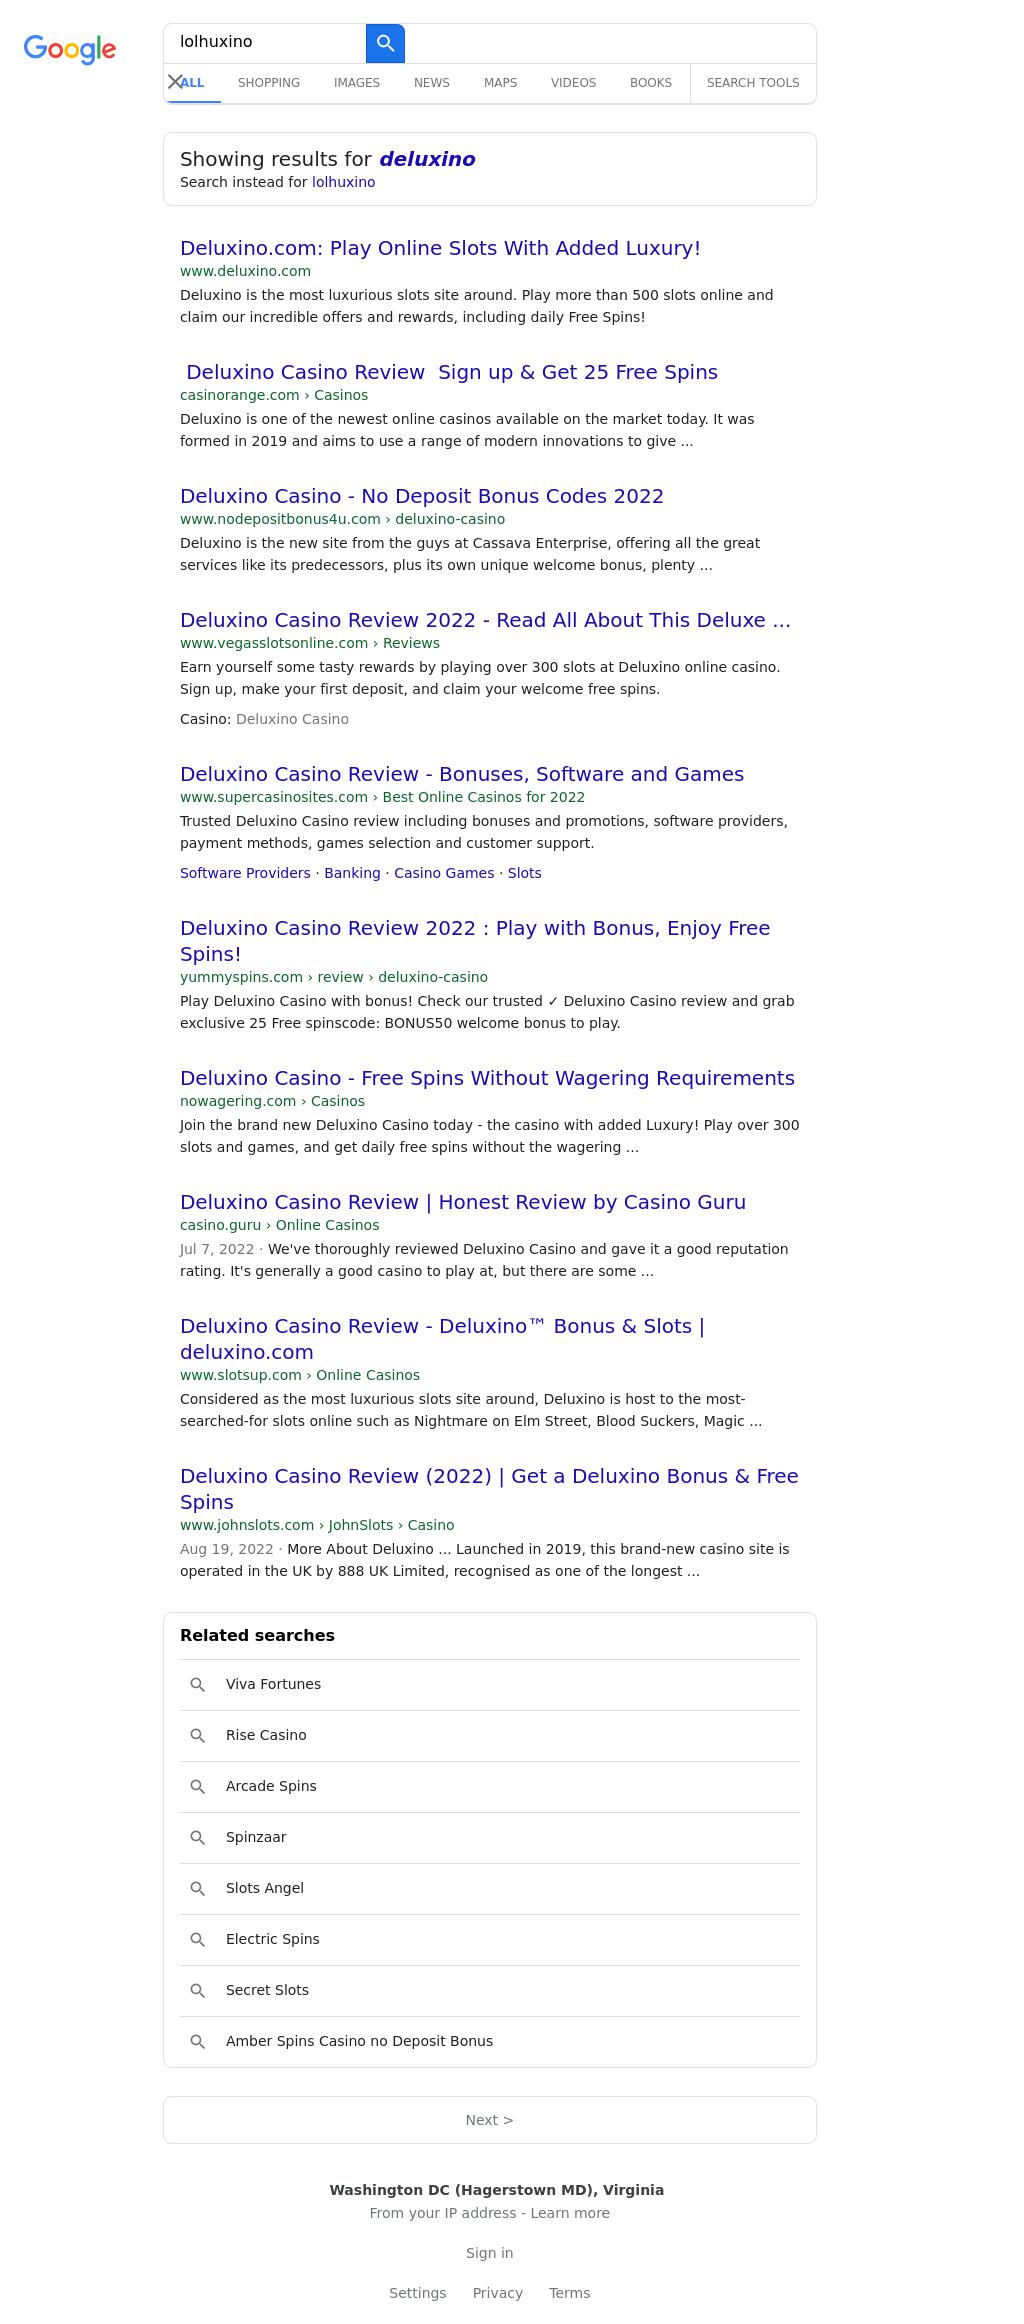 Google
lolhuxino
ALL SHOPPING IMAGES NEWS MAPS VIDEOS BOOKS SEARCH TOOLS
Showing results for deluxino
Search instead for lolhuxino
Deluxino.com: Play Online Slots With Added Luxury!
www.deluxino.com
Deluxino is the most luxurious slots site around. Play more than 500 slots online and
claim our incredible offers and rewards, including daily Free Spins!
Deluxino Casino Review  Sign up & Get 25 Free Spins
casinorange.com › Casinos
Deluxino is one of the newest online casinos available on the market today. It was
formed in 2019 and aims to use a range of modern innovations to give ...
Deluxino Casino - No Deposit Bonus Codes 2022
www.nodepositbonus4u.com › deluxino-casino
Deluxino is the new site from the guys at Cassava Enterprise, offering all the great
services like its predecessors, plus its own unique welcome bonus, plenty ...
Deluxino Casino Review 2022 - Read All About This Deluxe ...
www.vegasslotsonline.com › Reviews
Earn yourself some tasty rewards by playing over 300 slots at Deluxino online casino.
Sign up, make your first deposit, and claim your welcome free spins.
Casino: Deluxino Casino
Deluxino Casino Review - Bonuses, Software and Games
www.supercasinosites.com › Best Online Casinos for 2022
Trusted Deluxino Casino review including bonuses and promotions, software providers,
payment methods, games selection and customer support.
Software Providers · Banking · Casino Games · Slots
Deluxino Casino Review 2022 : Play with Bonus, Enjoy Free
Spins!
yummyspins.com › review › deluxino-casino
Play Deluxino Casino with bonus! Check our trusted ✓ Deluxino Casino review and grab
exclusive 25 Free spinscode: BONUS50 welcome bonus to play.
Deluxino Casino - Free Spins Without Wagering Requirements
nowagering.com › Casinos
Join the brand new Deluxino Casino today - the casino with added Luxury! Play over 300
slots and games, and get daily free spins without the wagering ...
Deluxino Casino Review | Honest Review by Casino Guru
casino.guru › Online Casinos
Jul 7, 2022 · We've thoroughly reviewed Deluxino Casino and gave it a good reputation
rating. It's generally a good casino to play at, but there are some ...
Deluxino Casino Review - Deluxino™ Bonus & Slots |
deluxino.com
www.slotsup.com › Online Casinos
Considered as the most luxurious slots site around, Deluxino is host to the most-
searched-for slots online such as Nightmare on Elm Street, Blood Suckers, Magic ...
Deluxino Casino Review (2022) | Get a Deluxino Bonus & Free
Spins
www.johnslots.com › JohnSlots › Casino
Aug 19, 2022 · More About Deluxino ... Launched in 2019, this brand-new casino site is
operated in the UK by 888 UK Limited, recognised as one of the longest ...
Related searches
Viva Fortunes
Rise Casino
Arcade Spins
Spinzaar
Slots Angel
Electric Spins
Secret Slots
Amber Spins Casino no Deposit Bonus
Next >
Washington DC (Hagerstown MD), Virginia
From your IP address - Learn more
Sign in
Settings Privacy Terms